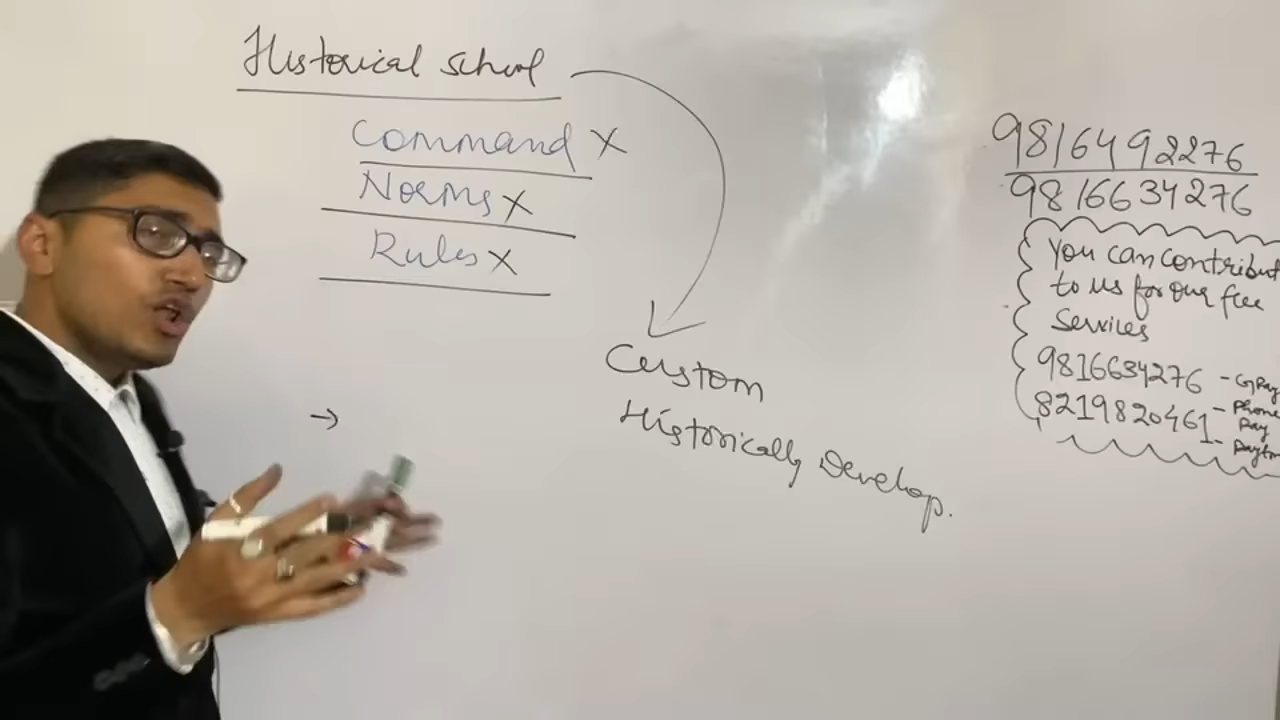 Historical school
Command X
Norms X
Rules X
→
Custom
Historically Develop.
9816492276
9816634276
You can contribut
to us for our free
Services
9816634276 - GPay
8219820461 - Phone
Pay
- Paytm